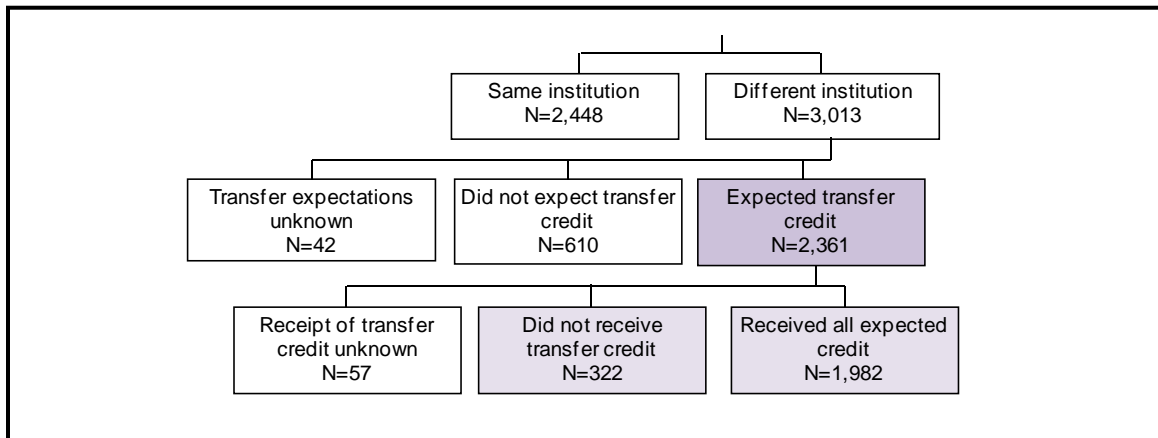 Same institution
N=2,448
Different institution
N=3,013
Transfer expectations
unknown
N=42
Did not expect transfer
credit
N=610
Expected transfer
credit
N=2,361
Receipt of transfer
credit unknown
N=57
Did not receive
transfer credit
N=322
Received all expected
credit
N=1,982